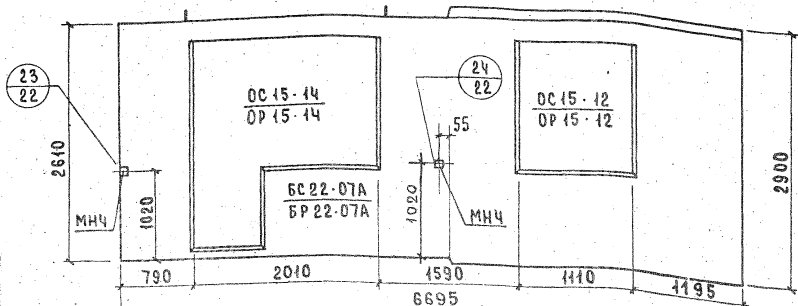 23
22
ОС 15-14
ОР 15-14
24
22
ОС 15-12
ОР 15-12
55
2610
МН4
1020
БС 22-07А
БР 22-07А
1020
МН4
2900
790
2010
1590
1110
1195
6695